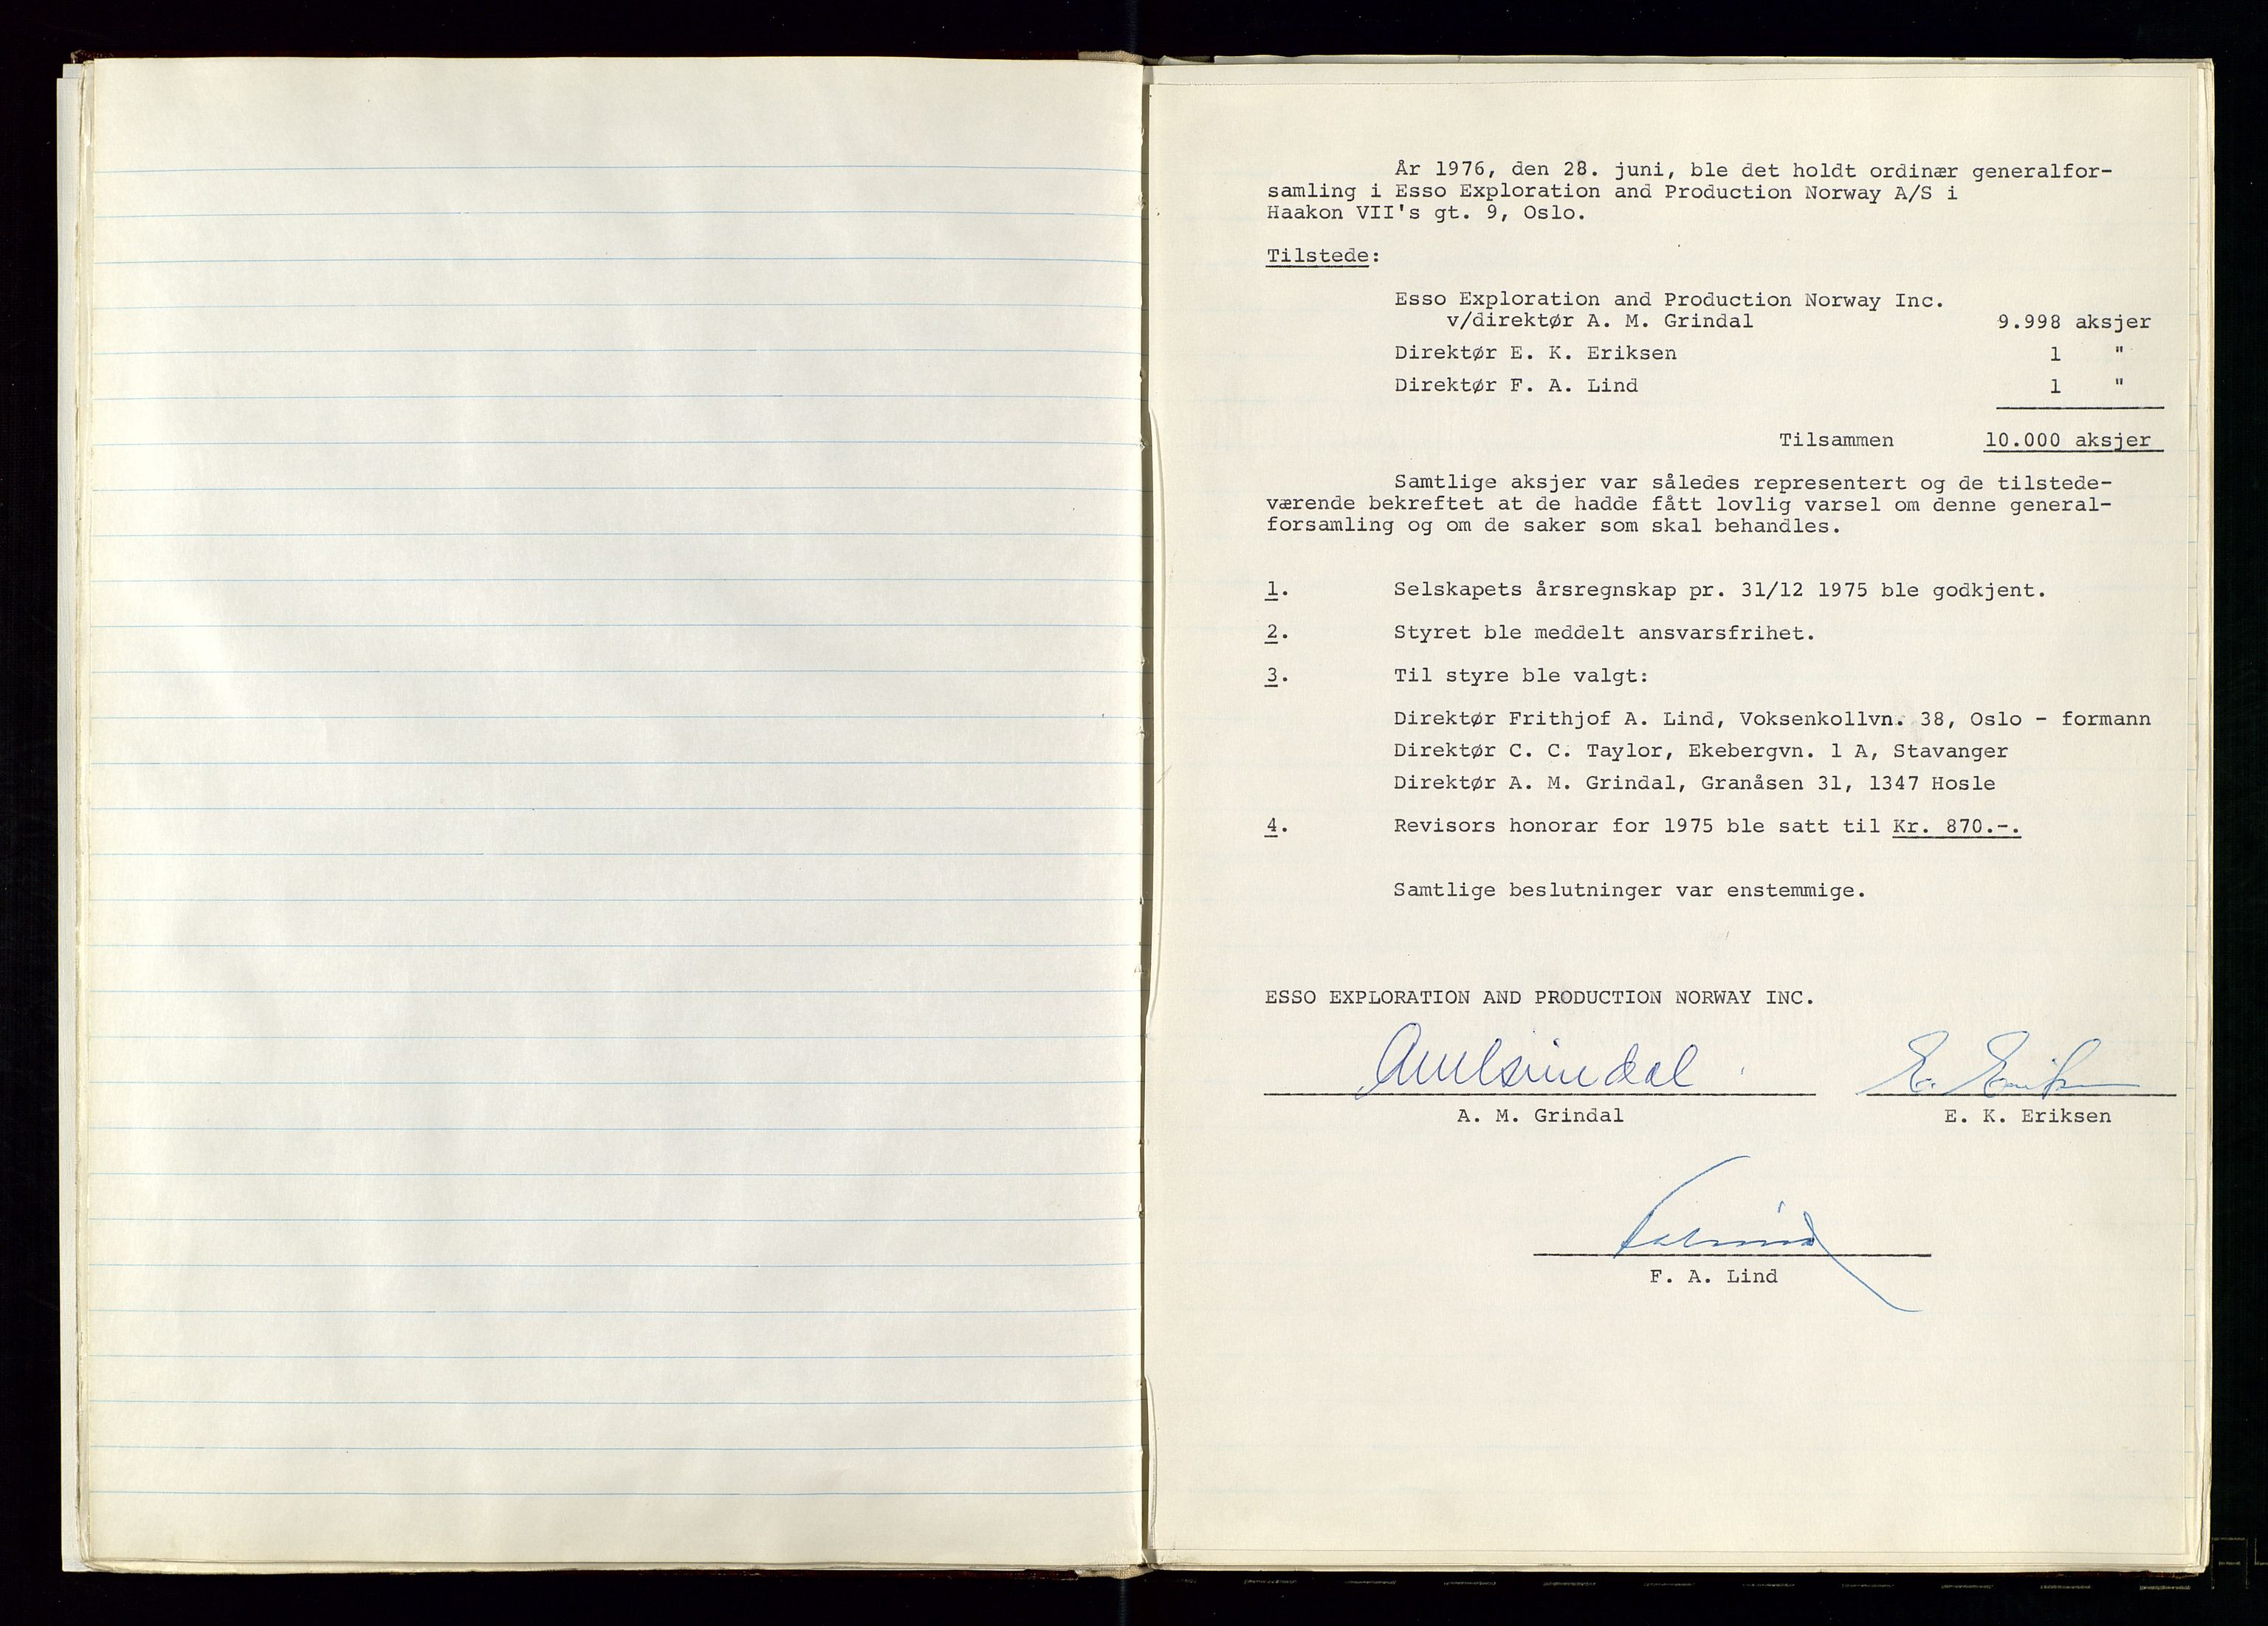 År 1976, den 28. juni, ble det holdt ordinær generalfor-
samling i Esso Exploration and Production Norway A/S i
Haakon VII's gt. 9, Oslo.
Tilstede:
Esso Exploration and Production Norway Inc.
v/direktør A. M. Grindal 9.998 aksjer
Direktør E. K. Eriksen 1 "
Direktør F. A. Lind 1 "
Tilsammen 10.000 aksjer
Samtlige aksjer var således representert og de tilstede-
værende bekreftet at de hadde fått lovlig varsel om denne general-
forsamling og om de saker som skal behandles.
1. Selskapets årsregnskap pr. 31/12 1975 ble godkjent.
2. Styret ble meddelt ansvarsfrihet.
3. Til styre ble valgt:
Direktør Frithjof A. Lind, Voksenkollvn. 38, Oslo - formann
Direktør C. C. Taylor, Ekebergvn. 1 A, Stavanger
Direktør A. M. Grindal, Granåsen 31, 1347 Hosle
4. Revisors honorar for 1975 ble satt til Kr. 870.-.
Samtlige beslutninger var enstemmige.
ESSO EXPLORATION AND PRODUCTION NORWAY INC.
AMGrindal E. Eriksen
A. M. Grindal E. K. Eriksen
FALind
F. A. Lind